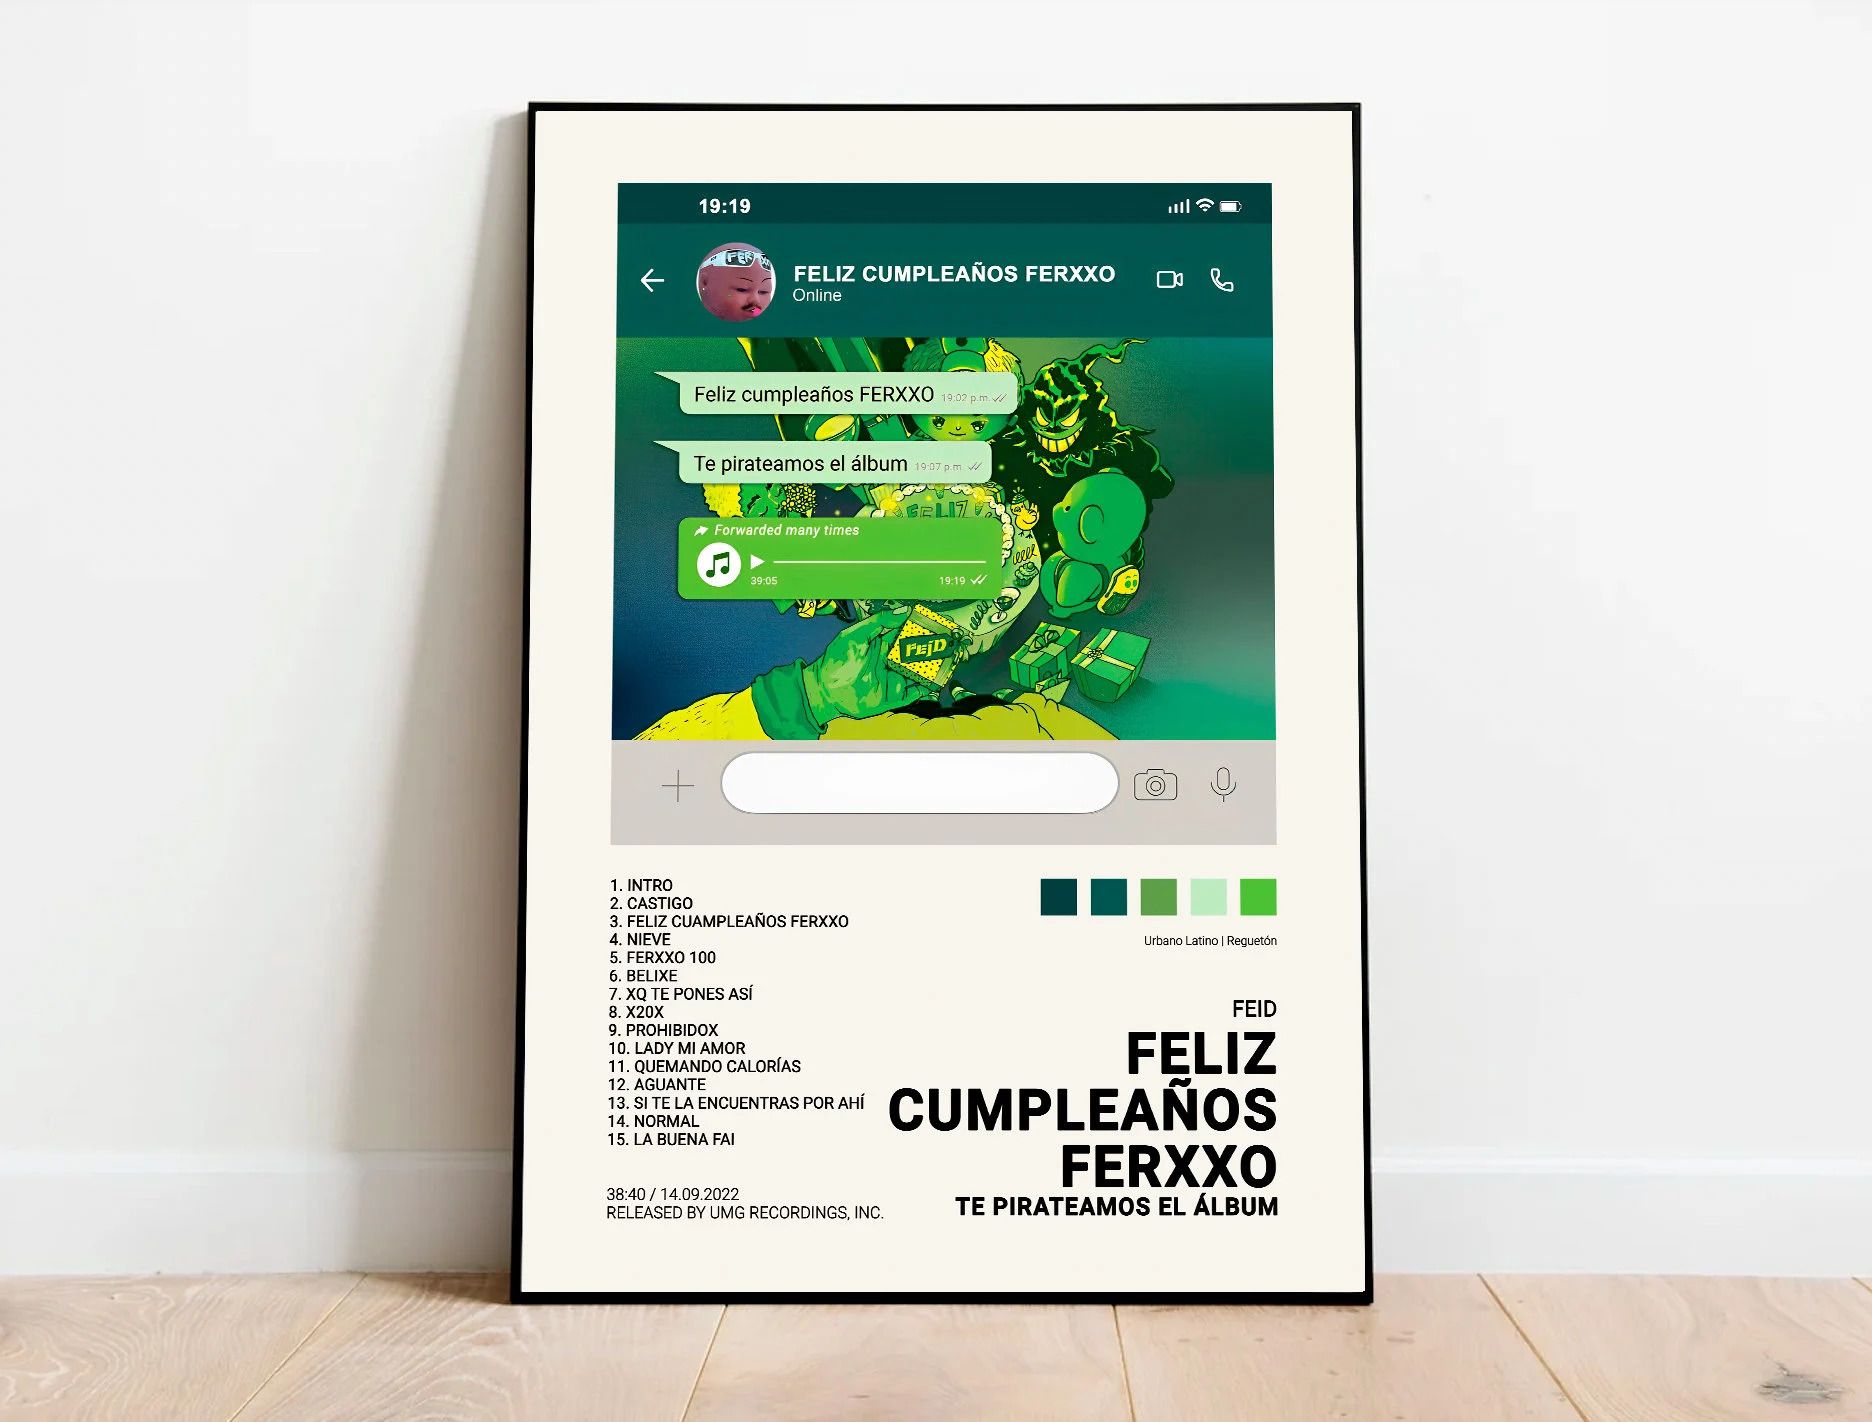 19:19
FELIZ CUMPLEAÑOS FERXXO
Online
Feliz cumpleaños FERXXO 19:02 p.m.
Te pirateamos el álbum 19:07 p.m.
FELIZ
Forwarded many times
39:05 19:19
FEID
1. INTRO
2. CASTIGO
3. FELIZ CUAMPLEAÑOS FERXXO
4. NIEVE
5. FERXXO 100
6. BELIXE
7. XQ TE PONES ASÍ
8. X20X
9. PROHIBIDOX
10. LADY MI AMOR
11. QUEMANDO CALORÍAS
12. AGUANTE
13. SI TE LA ENCUENTRAS POR AHÍ
14. NORMAL
15. LA BUENA FAI
38:40 / 14.09.2022
RELEASED BY UMG RECORDINGS, INC.
Urbano Latino | Reguetón
FEID
FELIZ
CUMPLEAÑOS
FERXXO
TE PIRATEAMOS EL ÁLBUM